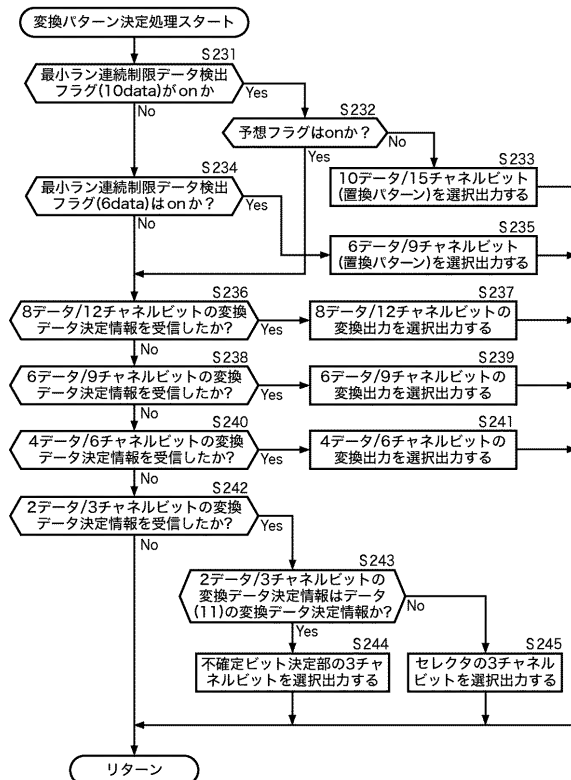 変換パターン決定処理スタート
S231
最小ラン連続制限データ検出
フラグ(10data)がonか
Yes
No
S232
予想フラグはonか？
No
Yes
S233
10データ/15チャネルビット
(置換パターン)を選択出力する
S234
最小ラン連続制限データ検出
フラグ(6data)はonか？
Yes
No
S235
6データ/9チャネルビット
(置換パターン)を選択出力する
S236
8データ/12チャネルビットの変換
データ決定情報を受信したか？
Yes
No
S237
8データ/12チャネルビットの
変換出力を選択出力する
S238
6データ/9チャネルビットの変換
データ決定情報を受信したか？
Yes
No
S239
6データ/9チャネルビットの
変換出力を選択出力する
S240
4データ/6チャネルビットの変換
データ決定情報を受信したか？
Yes
No
S241
4データ/6チャネルビットの
変換出力を選択出力する
S242
2データ/3チャネルビットの変換
データ決定情報を受信したか？
Yes
No
S243
2データ/3チャネルビットの
変換データ決定情報はデータ
(11)の変換データ決定情報か？
No
Yes
S244
不確定ビット決定部の3チャ
ネルビットを選択出力する
S245
セレクタの3チャネル
ビットを選択出力する
リターン